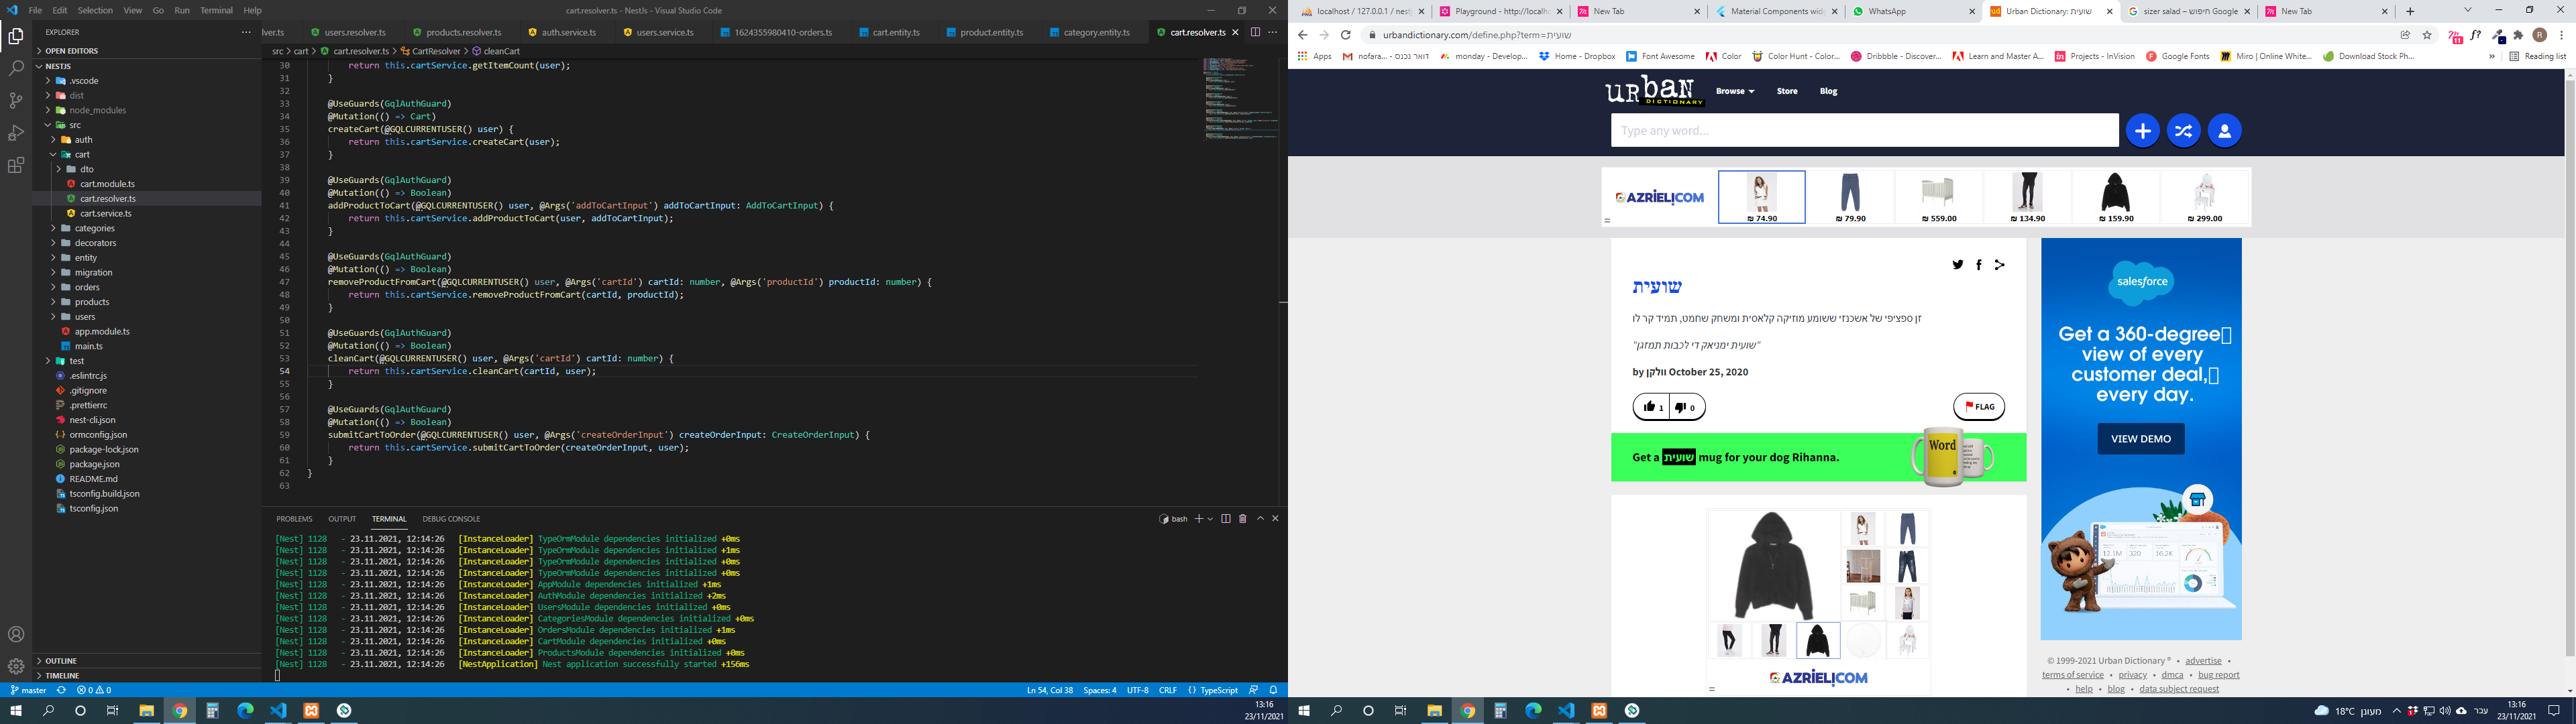 File Edit Selection View Go Run Terminal Help
cart.resolver.ts - NestJs - Visual Studio Code
EXPLORER
OPEN EDITORS
NESTJS
.vscode
dist
node_modules
src
auth
cart
dto
cart.module.ts
cart.resolver.ts
cart.service.ts
categories
decorators
entity
migration
orders
products
users
app.module.ts
main.ts
test
.eslintrc.js
.gitignore
.prettierrc
nest-cli.json
ormconfig.json
package-lock.json
package.json
README.md
tsconfig.build.json
tsconfig.json
OUTLINE
TIMELINE
lver.ts users.resolver.ts products.resolver.ts auth.service.ts users.service.ts 1624355980410-orders.ts cart.entity.ts product.entity.ts category.entity.ts cart.resolver.ts
src > cart > cart.resolver.ts > CartResolver > cleanCart
30 return this.cartService.getItemCount(user);
31 }
32
33 @UseGuards(GqlAuthGuard)
34 @Mutation(() => Cart)
35 createCart(@GQLCURRENTUSER() user) {
36 return this.cartService.createCart(user);
37 }
38
39 @UseGuards(GqlAuthGuard)
40 @Mutation(() => Boolean)
41 addProductToCart(@GQLCURRENTUSER() user, @Args('addToCartInput') addToCartInput: AddToCartInput) {
42 return this.cartService.addProductToCart(user, addToCartInput);
43 }
44
45 @UseGuards(GqlAuthGuard)
46 @Mutation(() => Boolean)
47 removeProductFromCart(@GQLCURRENTUSER() user, @Args('cartId') cartId: number, @Args('productId') productId: number) {
48 return this.cartService.removeProductFromCart(cartId, productId);
49 }
50
51 @UseGuards(GqlAuthGuard)
52 @Mutation(() => Boolean)
53 cleanCart(@GQLCURRENTUSER() user, @Args('cartId') cartId: number) {
54 return this.cartService.cleanCart(cartId, user);
55 }
56
57 @UseGuards(GqlAuthGuard)
58 @Mutation(() => Boolean)
59 submitCartToOrder(@GQLCURRENTUSER() user, @Args('createOrderInput') createOrderInput: CreateOrderInput) {
60 return this.cartService.submitCartToOrder(createOrderInput, user);
61 }
62 }
63
PROBLEMS OUTPUT TERMINAL DEBUG CONSOLE
bash
[Nest] 1128 - 23.11.2021, 12:14:26 [InstanceLoader] TypeOrmModule dependencies initialized +0ms
[Nest] 1128 - 23.11.2021, 12:14:26 [InstanceLoader] TypeOrmModule dependencies initialized +1ms
[Nest] 1128 - 23.11.2021, 12:14:26 [InstanceLoader] TypeOrmModule dependencies initialized +0ms
[Nest] 1128 - 23.11.2021, 12:14:26 [InstanceLoader] TypeOrmModule dependencies initialized +0ms
[Nest] 1128 - 23.11.2021, 12:14:26 [InstanceLoader] AppModule dependencies initialized +1ms
[Nest] 1128 - 23.11.2021, 12:14:26 [InstanceLoader] AuthModule dependencies initialized +2ms
[Nest] 1128 - 23.11.2021, 12:14:26 [InstanceLoader] UsersModule dependencies initialized +0ms
[Nest] 1128 - 23.11.2021, 12:14:26 [InstanceLoader] CategoriesModule dependencies initialized +0ms
[Nest] 1128 - 23.11.2021, 12:14:26 [InstanceLoader] OrdersModule dependencies initialized +1ms
[Nest] 1128 - 23.11.2021, 12:14:26 [InstanceLoader] CartModule dependencies initialized +0ms
[Nest] 1128 - 23.11.2021, 12:14:26 [InstanceLoader] ProductsModule dependencies initialized +0ms
[Nest] 1128 - 23.11.2021, 12:14:26 [NestApplication] Nest application successfully started +156ms
master 0 0
Ln 54, Col 38 Spaces: 4 UTF-8 CRLF {} TypeScript
13:16
23/11/2021
localhost / 127.0.0.1 / nest Playground - http://localho New Tab Material Components wid WhatsApp Urban Dictionary: שועית sizer salad – חיפוש Google New Tab
urbandictionary.com/define.php?term=שועית
11
R
Apps nofara... - דואר נכנס monday - Develop... Home - Dropbox Font Awesome Color Color Hunt - Color... Dribbble - Discover... Learn and Master A... Projects - InVision Google Fonts Miro | Online White... Download Stock Ph... » Reading list
urban DICTIONARY Browse Store Blog
Type any word...
AZRIELI.COM
₪ 74.90 ₪ 79.90 ₪ 559.00 ₪ 134.90 ₪ 159.90 ₪ 299.00
שועית
זן ספציפי של אשכנזי ששומע מוזיקה קלאסית ומשחק שחמט, תמיד קר לו
"שועית ימניאק די לכבות תמזגן"
by וולקן October 25, 2020
1 0
FLAG
Get a שועית mug for your dog Rihanna.
Word
AZRIELI.COM
salesforce
Get a 360-degree
view of every
customer deal,
every day.
VIEW DEMO
12.1M 320 16.2K
© 1999-2021 Urban Dictionary ® • advertise •
terms of service • privacy • dmca • bug report
• help • blog • data subject request
18°C מעונן
עבר
13:16
23/11/2021